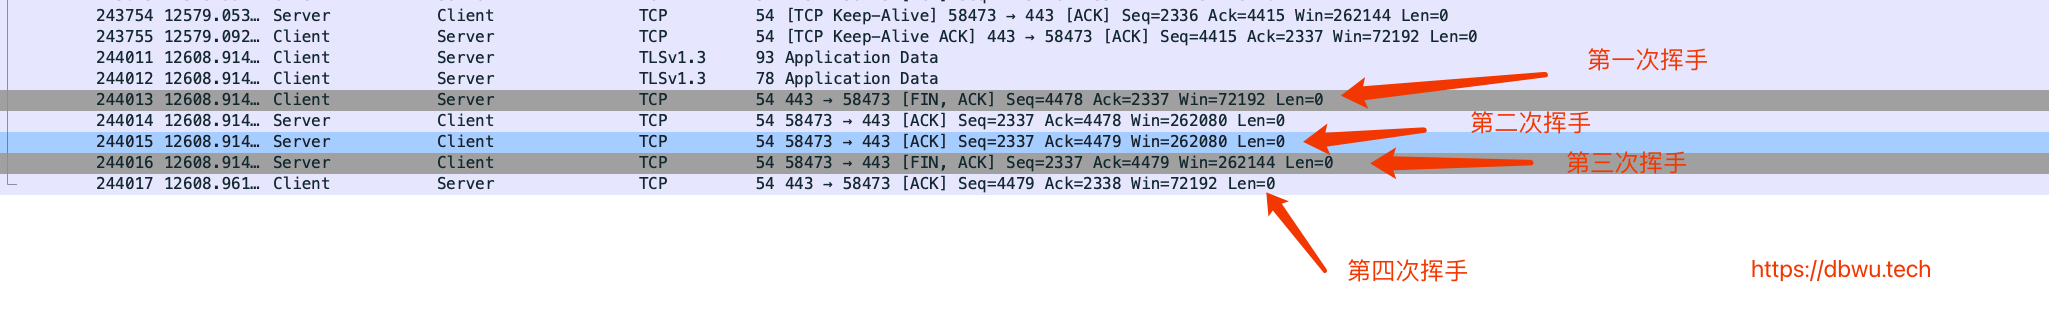 243754 12579.053… Server Client TCP 54 [TCP Keep-Alive] 58473 → 443 [ACK] Seq=2336 Ack=4415 Win=262144 Len=0
243755 12579.092… Client Server TCP 54 [TCP Keep-Alive ACK] 443 → 58473 [ACK] Seq=4415 Ack=2337 Win=72192 Len=0
244011 12608.914… Client Server TLSv1.3 93 Application Data
第一次挥手
244012 12608.914… Client Server TLSv1.3 78 Application Data
244013 12608.914… Client Server TCP 54 443 → 58473 [FIN, ACK] Seq=4478 Ack=2337 Win=72192 Len=0
244014 12608.914… Server Client TCP 54 58473 → 443 [ACK] Seq=2337 Ack=4478 Win=262080 Len=0
第二次挥手
244015 12608.914… Server Client TCP 54 58473 → 443 [ACK] Seq=2337 Ack=4479 Win=262080 Len=0
244016 12608.914… Server Client TCP 54 58473 → 443 [FIN, ACK] Seq=2337 Ack=4479 Win=262144 Len=0
第三次挥手
244017 12608.961… Client Server TCP 54 443 → 58473 [ACK] Seq=4479 Ack=2338 Win=72192 Len=0
第四次挥手
https://dbwu.tech